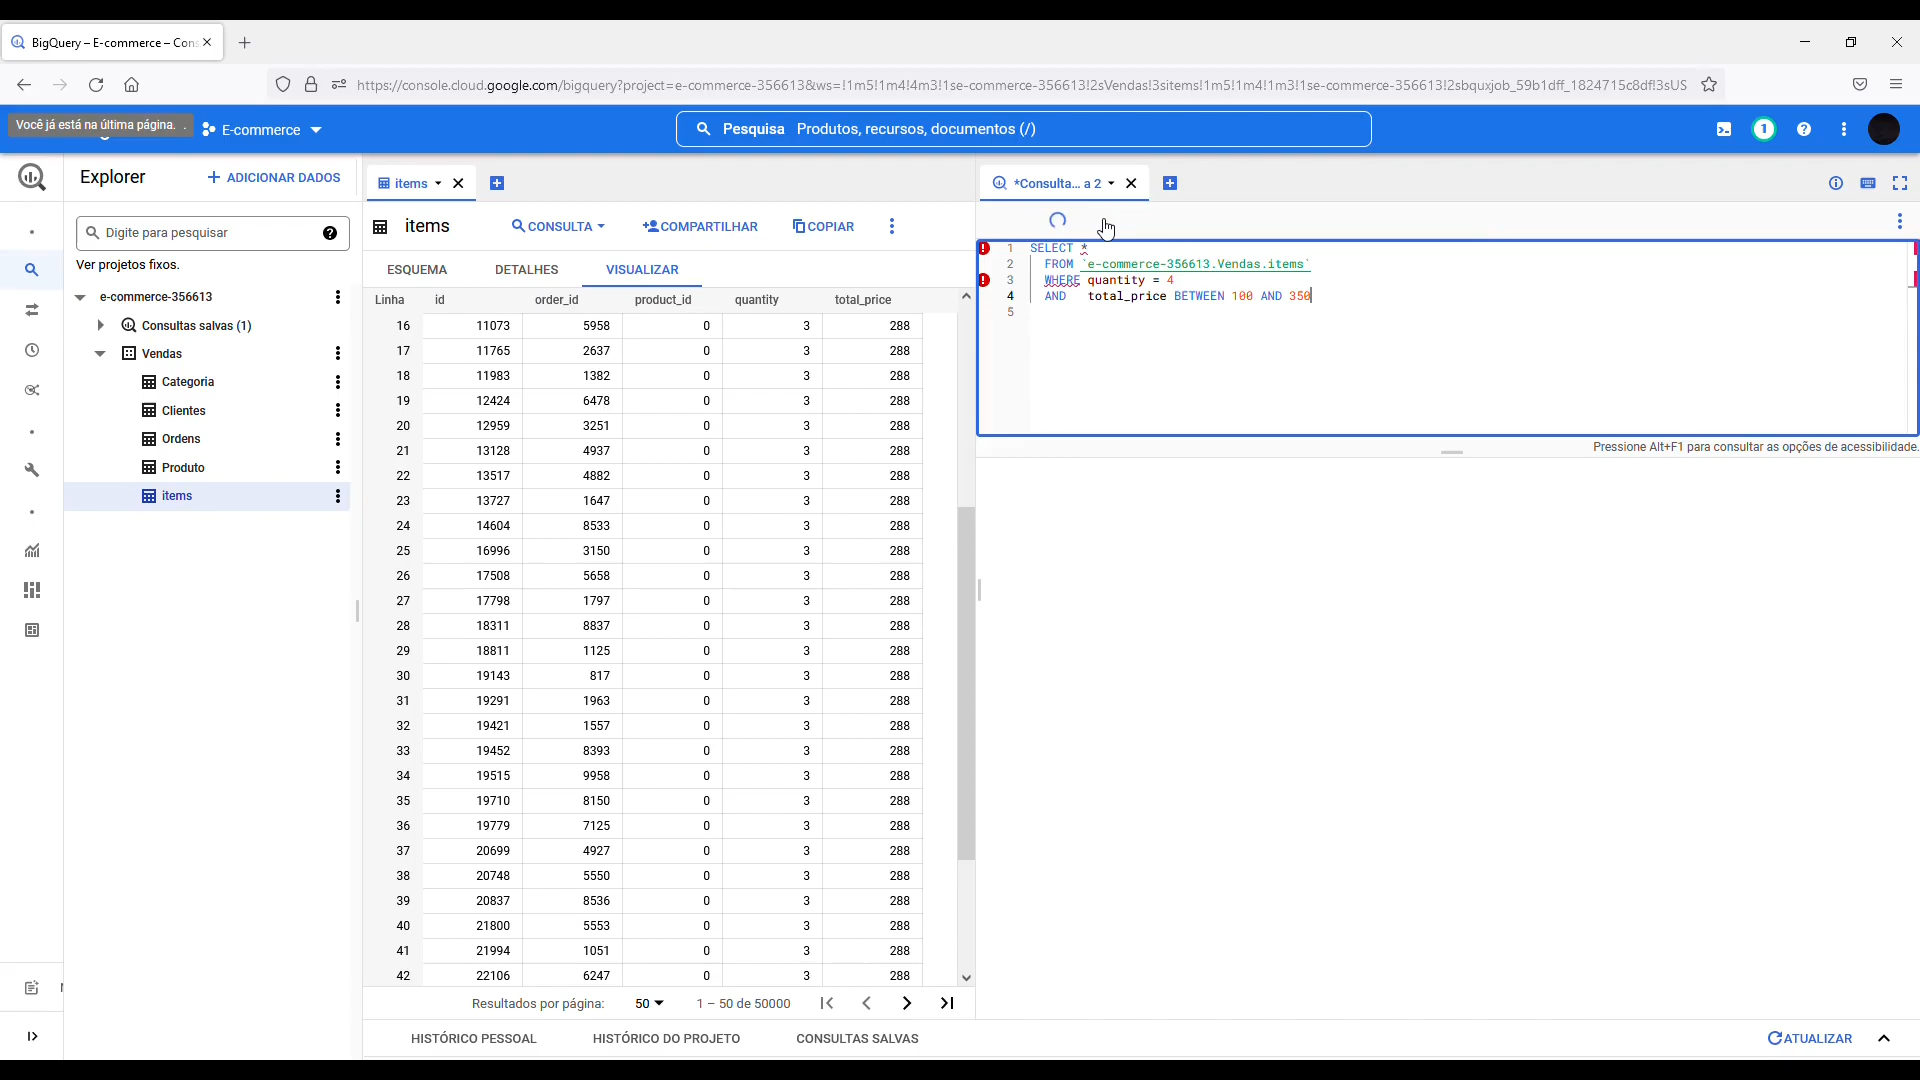 BigQuery – E-commerce – Con
https://console.cloud.google.com/bigquery?project=e-commerce-356613&ws=!1m5!1m4!4m3!1se-commerce-356613!2sVendas!3sitems!1m5!1m4!1m3!1se-commerce-356613!2sbquxjob_59b1dff_1824715c8df!3sUS
Você já está na última página. .
E-commerce
Pesquisa Produtos, recursos, documentos (/)
1
Explorer
ADICIONAR DADOS
Digite para pesquisar
Ver projetos fixos.
e-commerce-356613
Consultas salvas (1)
Vendas
Categoria
Clientes
Ordens
Produto
items
items
items
CONSULTA
COMPARTILHAR
COPIAR
ESQUEMA DETALHES VISUALIZAR
Linha id order_id product_id quantity total_price
16 11073 5958 0 3 288
17 11765 2637 0 3 288
18 11983 1382 0 3 288
19 12424 6478 0 3 288
20 12959 3251 0 3 288
21 13128 4937 0 3 288
22 13517 4882 0 3 288
23 13727 1647 0 3 288
24 14604 8533 0 3 288
25 16996 3150 0 3 288
26 17508 5658 0 3 288
27 17798 1797 0 3 288
28 18311 8837 0 3 288
29 18811 1125 0 3 288
30 19143 817 0 3 288
31 19291 1963 0 3 288
32 19421 1557 0 3 288
33 19452 8393 0 3 288
34 19515 9958 0 3 288
35 19710 8150 0 3 288
36 19779 7125 0 3 288
37 20699 4927 0 3 288
38 20748 5550 0 3 288
39 20837 8536 0 3 288
40 21800 5553 0 3 288
41 21994 1051 0 3 288
42 22106 6247 0 3 288
Resultados por página: 50 1 – 50 de 50000
*Consulta... a 2
1 SELECT *
2 FROM `e-commerce-356613.Vendas.items`
3 WHERE quantity = 4
4 AND total_price BETWEEN 100 AND 350
5
Pressione Alt+F1 para consultar as opções de acessibilidade.
HISTÓRICO PESSOAL HISTÓRICO DO PROJETO CONSULTAS SALVAS
ATUALIZAR